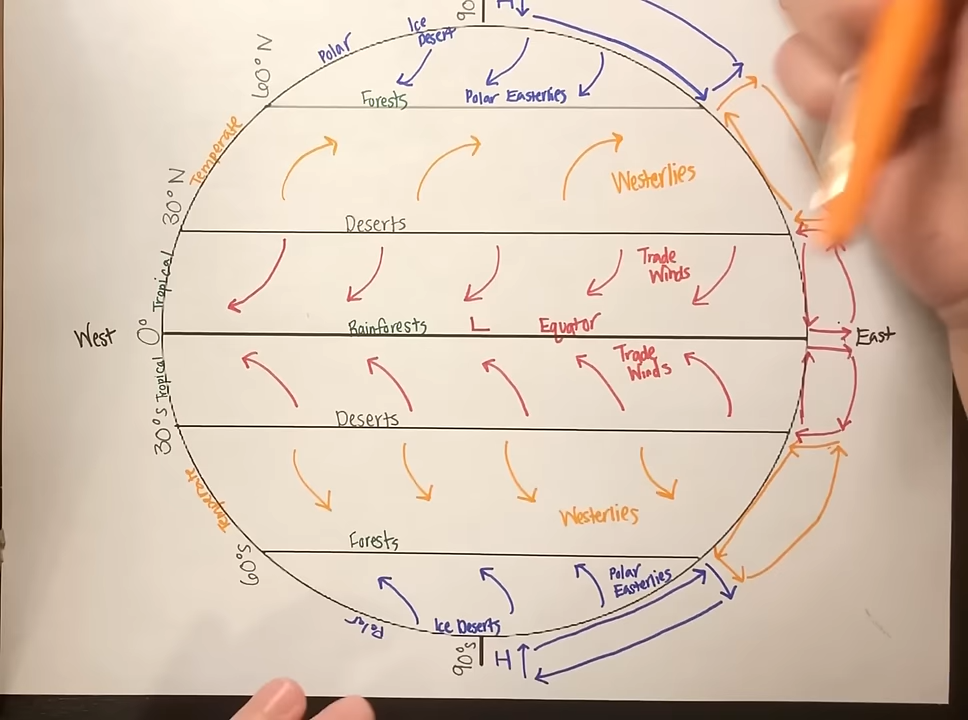 90°
H
Ice
Desert
Polar
60° N
Forests
Polar Easterlies
Temperate
Westerlies
30° N
Deserts
Tropical
Trade
Winds
West
0°
Rainforests
L
Equator
East
Tropical
Trade
Winds
30° S
Deserts
Temperate
Westerlies
60°S
Forests
Polar
Easterlies
Polar
Ice Deserts
90°S
H